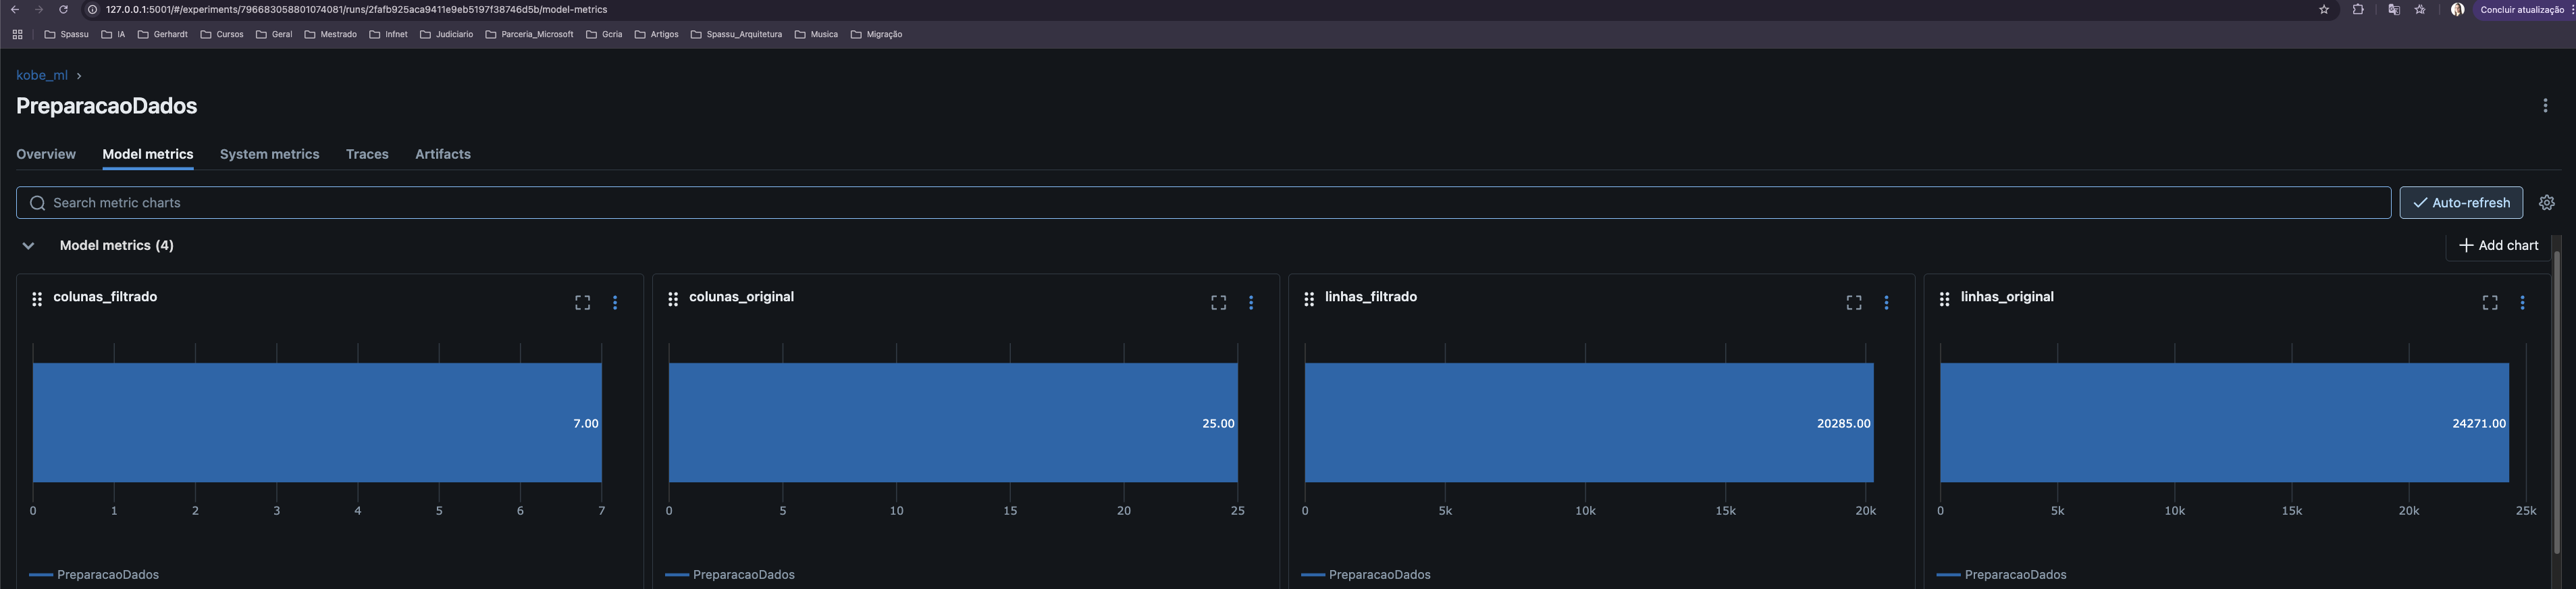 127.0.0.1:5001/#/experiments/796683058801074081/runs/2fafb925aca9411e9eb5197f38746d5b/model-metrics
Concluir atualização
Spassu IA Gerhardt Cursos Geral Mestrado Infnet Judiciario Parceria_Microsoft Gcria Artigos Spassu_Arquitetura Musica Migração
kobe_ml
PreparacaoDados
Overview Model metrics System metrics Traces Artifacts
Search metric charts
Auto-refresh
Model metrics (4)
Add chart
colunas_filtrado
7.00
0 1 2 3 4 5 6 7
PreparacaoDados
colunas_original
25.00
0 5 10 15 20 25
PreparacaoDados
linhas_filtrado
20285.00
0 5k 10k 15k 20k
PreparacaoDados
linhas_original
24271.00
0 5k 10k 15k 20k 25k
PreparacaoDados